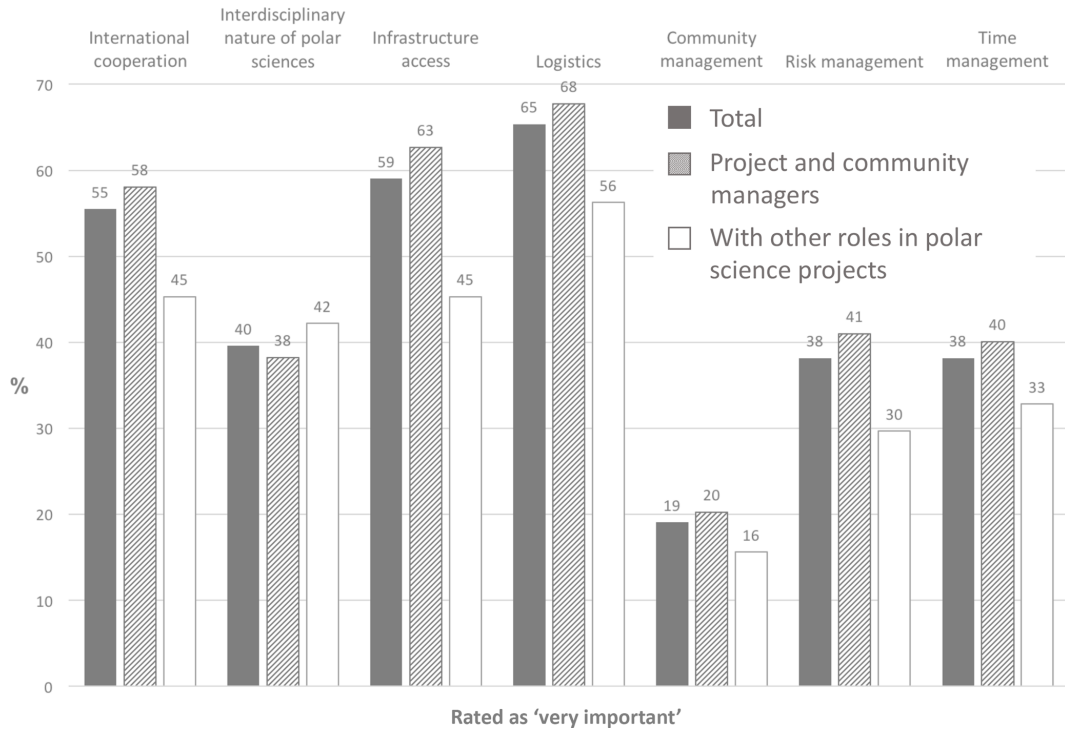 International
cooperation
Interdisciplinary
nature of polar
sciences
Infrastructure
access
Logistics
Community
management
Risk management
Time
management
70
60
50
40
30
20
10
0
%
55
58
45
40
38
42
59
63
45
65
68
56
19
20
16
38
41
30
38
40
33
Total
Project and community
managers
With other roles in polar
science projects
Rated as ‘very important’